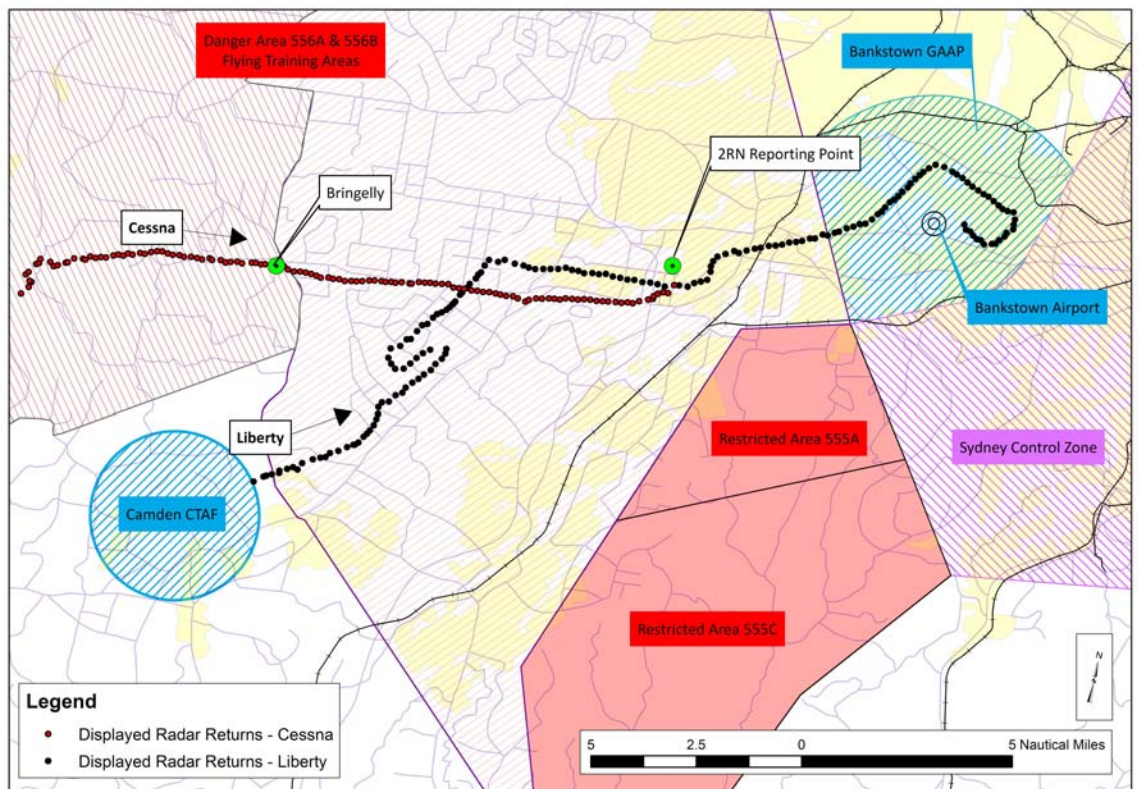 Danger Area 556A & 556B
Flying Training Areas
Bankstown GAAP
2RN Reporting Point
Bringelly
Cessna
Bankstown Airport
Liberty
Restricted Area 555A
Sydney Control Zone
Camden CTAF
Restricted Area 555C
N
Legend
Displayed Radar Returns - Cessna
Displayed Radar Returns - Liberty
5 2.5 0 5 Nautical Miles